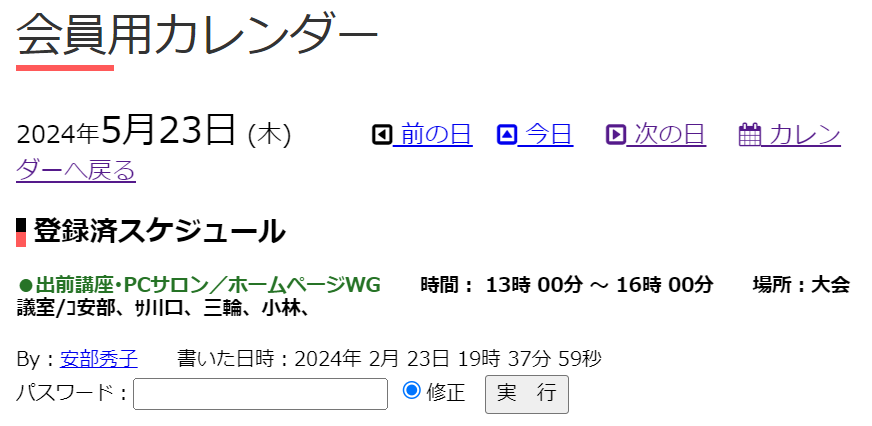 会員用カレンダー
2024年5月23日 (木) 前の日 今日 次の日 カレン
ダーへ戻る
登録済スケジュール
●出前講座･PCサロン／ホームページWG 時間： 13時 00分 ～ 16時 00分 場所：大会
議室/ｺ安部、ｻ川口、三輪、小林、
By：安部秀子 書いた日時：2024年 2月 23日 19時 37分 59秒
パスワード： 修正 実　行